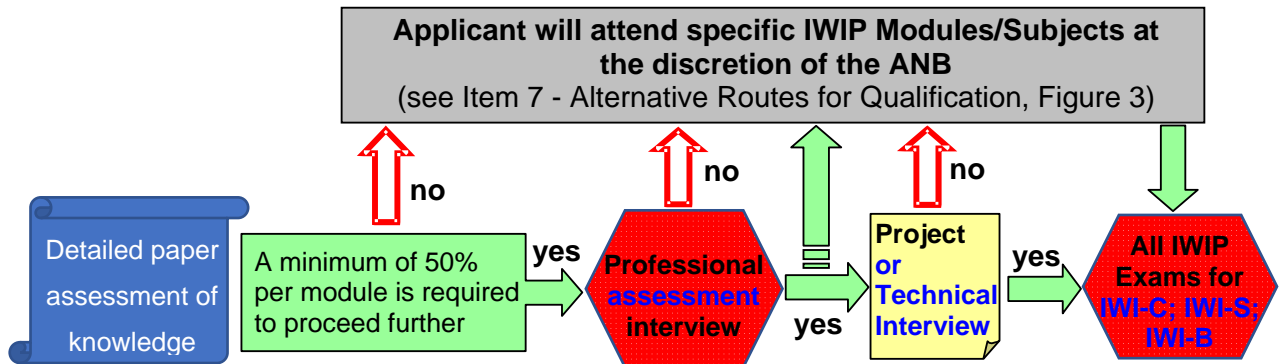 Applicant will attend specific IWIP Modules/Subjects at
the discretion of the ANB
(see Item 7 - Alternative Routes for Qualification, Figure 3)
no
no
no
Detailed paper
assessment of
knowledge
A minimum of 50%
per module is required
to proceed further
yes
Professional
assessment
interview
yes
Project
or
Technical
Interview
yes
All IWIP
Exams for
IWI-C; IWI-S;
IWI-B